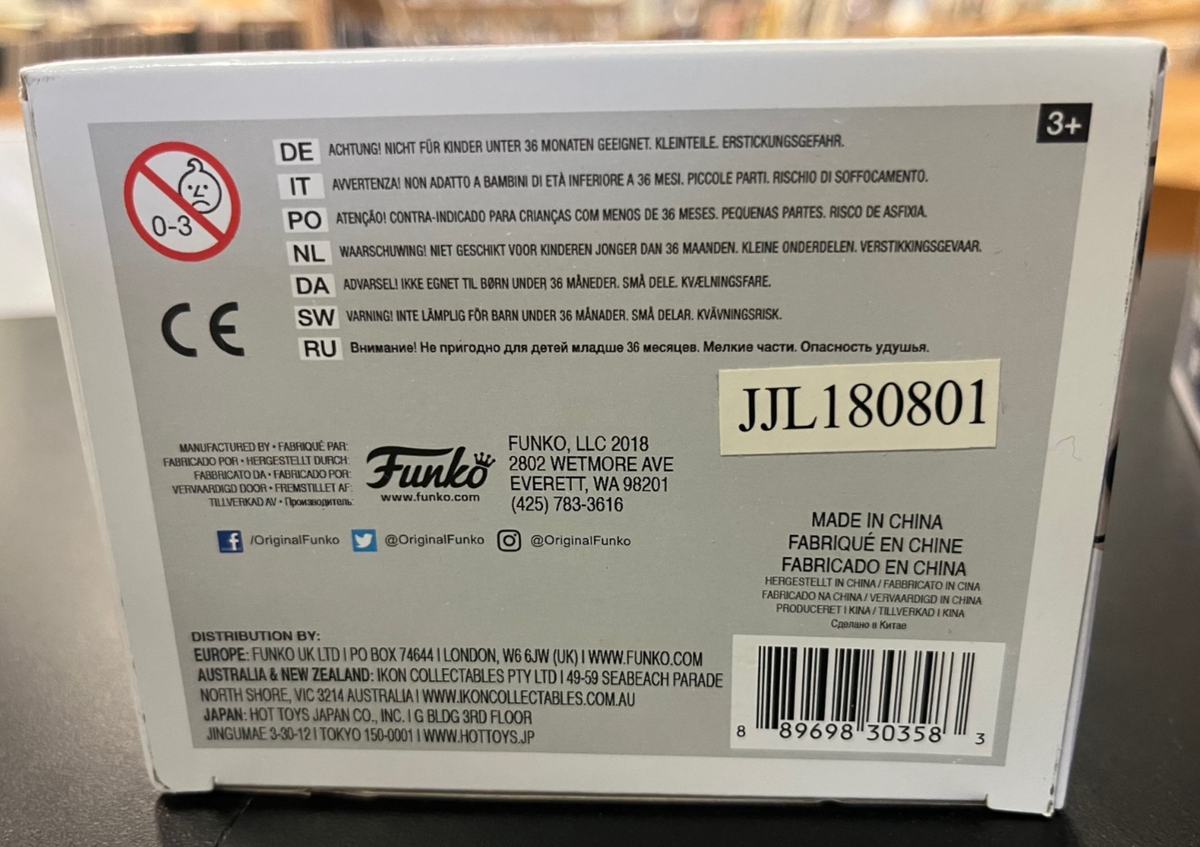 3+
0-3
DE ACHTUNG! NICHT FÜR KINDER UNTER 36 MONATEN GEEIGNET. KLEINTEILE. ERSTICKUNGSGEFAHR.
IT AVVERTENZA! NON ADATTO A BAMBINI DI ETÀ INFERIORE A 36 MESI. PICCOLE PARTI. RISCHIO DI SOFFOCAMENTO.
PO ATENÇÃO! CONTRA-INDICADO PARA CRIANÇAS COM MENOS DE 36 MESES. PEQUENAS PARTES. RISCO DE ASFIXIA.
NL WAARSCHUWING! NIET GESCHIKT VOOR KINDEREN JONGER DAN 36 MAANDEN. KLEINE ONDERDELEN. VERSTIKKINGSGEVAAR.
DA ADVARSEL! IKKE EGNET TIL BØRN UNDER 36 MÅNEDER. SMÅ DELE. KVÆLNINGSFARE.
SW VARNING! INTE LÄMPLIG FÖR BARN UNDER 36 MÅNADER. SMÅ DELAR. KVÄVNINGSRISK.
RU Внимание! Не пригодно для детей младше 36 месяцев. Мелкие части. Опасность удушья.
CE
JJL180801
MANUFACTURED BY • FABRIQUÉ PAR:
FABRICADO POR • HERGESTELLT DURCH:
FABBRICATO DA • FABRICADO POR:
VERVAARDIGD DOOR • FREMSTILLET AF:
TILLVERKAD AV • Производитель:
Funko
www.funko.com
FUNKO, LLC 2018
2802 WETMORE AVE
EVERETT, WA 98201
(425) 783-3616
/OriginalFunko @OriginalFunko @OriginalFunko
MADE IN CHINA
FABRIQUÉ EN CHINE
FABRICADO EN CHINA
HERGESTELLT IN CHINA / FABBRICATO IN CINA
FABRICADO NA CHINA / VERVAARDIGD IN CHINA
PRODUCERET I KINA / TILLVERKAD I KINA
Сделано в Китае
DISTRIBUTION BY:
EUROPE: FUNKO UK LTD | PO BOX 74644 | LONDON, W6 6JW (UK) | WWW.FUNKO.COM
AUSTRALIA & NEW ZEALAND: IKON COLLECTABLES PTY LTD | 49-59 SEABEACH PARADE
NORTH SHORE, VIC 3214 AUSTRALIA | WWW.IKONCOLLECTABLES.COM.AU
JAPAN: HOT TOYS JAPAN CO., INC. | G BLDG 3RD FLOOR
JINGUMAE 3-30-12 | TOKYO 150-0001 | WWW.HOTTOYS.JP
8 89698 30358 3